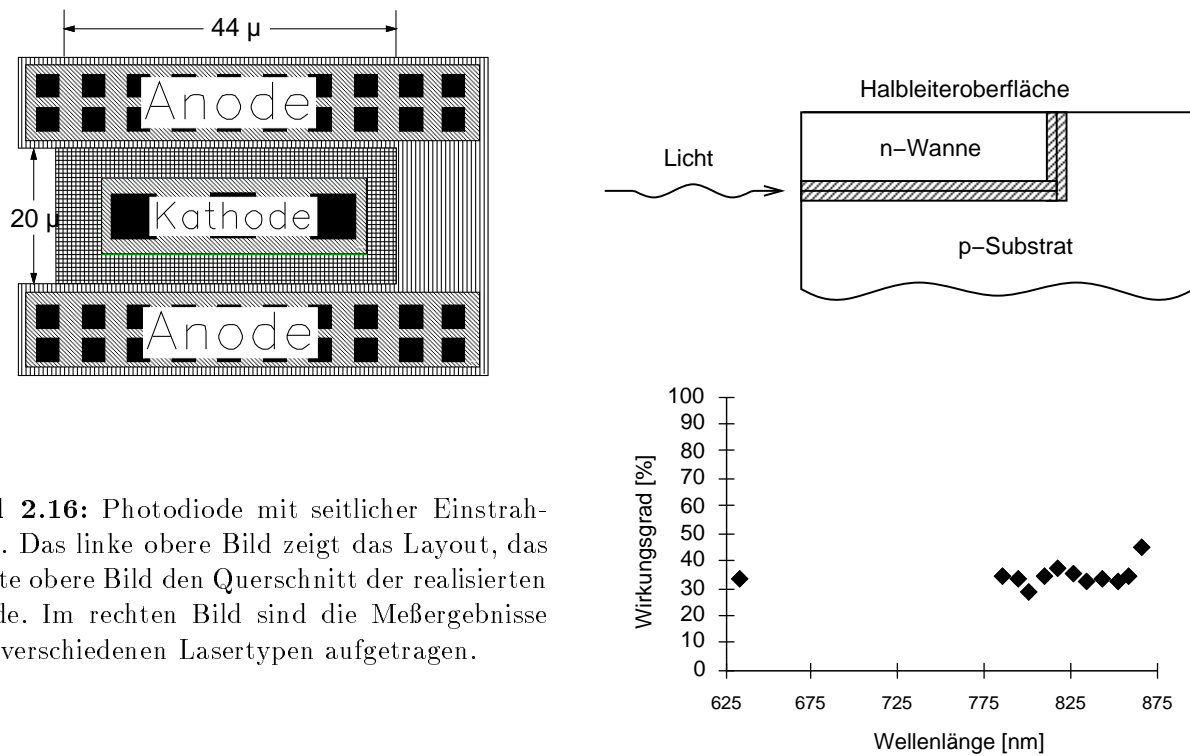 44 µ
Anode
20 µ
Kathode
Anode
Halbleiteroberfläche
n−Wanne
Licht
p−Substrat
2.16: Photodiode mit seitlicher Einstrah-
. Das linke obere Bild zeigt das Layout, das
te obere Bild den Querschnitt der realisierten
de. Im rechten Bild sind die Meßergebnisse
verschiedenen Lasertypen aufgetragen.
Wirkungsgrad [%]
100
90
80
70
60
50
40
30
20
10
0
625 675 725 775 825 875
Wellenlänge [nm]